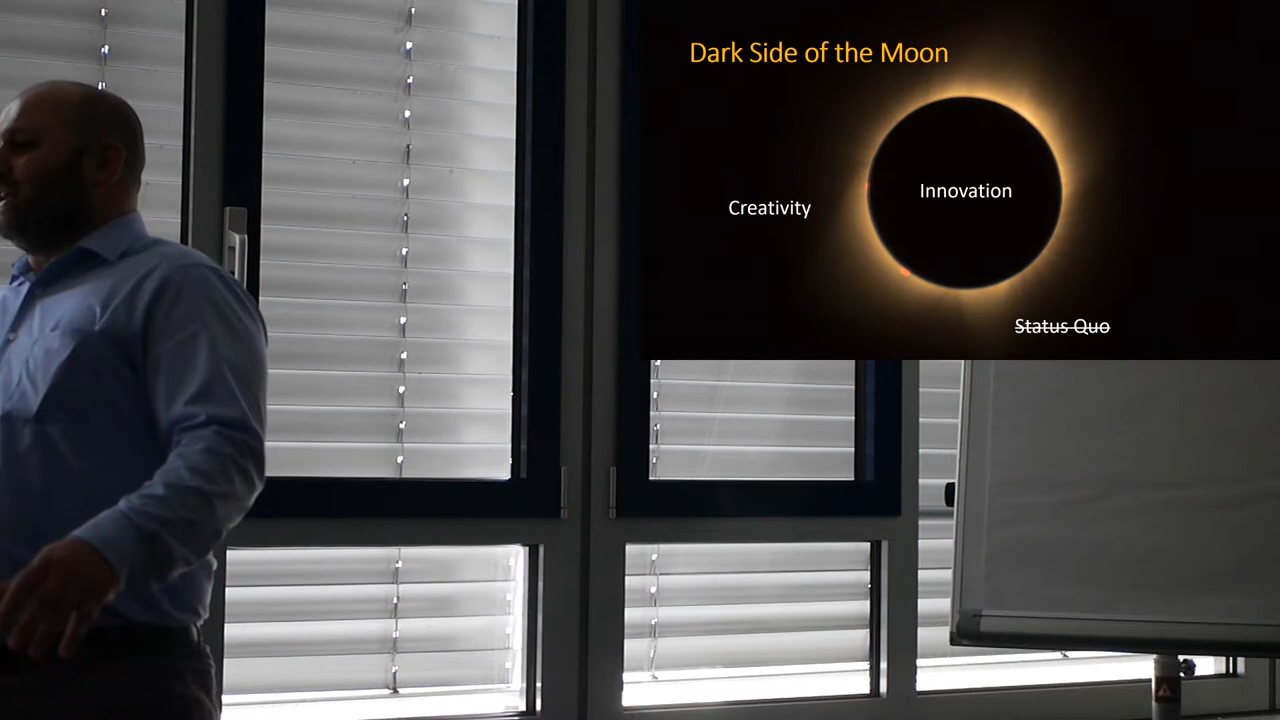 Dark Side of the Moon
Innovation
Creativity
Status Quo